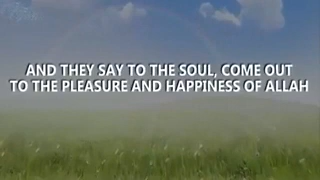 AND THEY SAY TO THE SOUL, COME OUT
TO THE PLEASURE AND HAPPINESS OF ALLAH